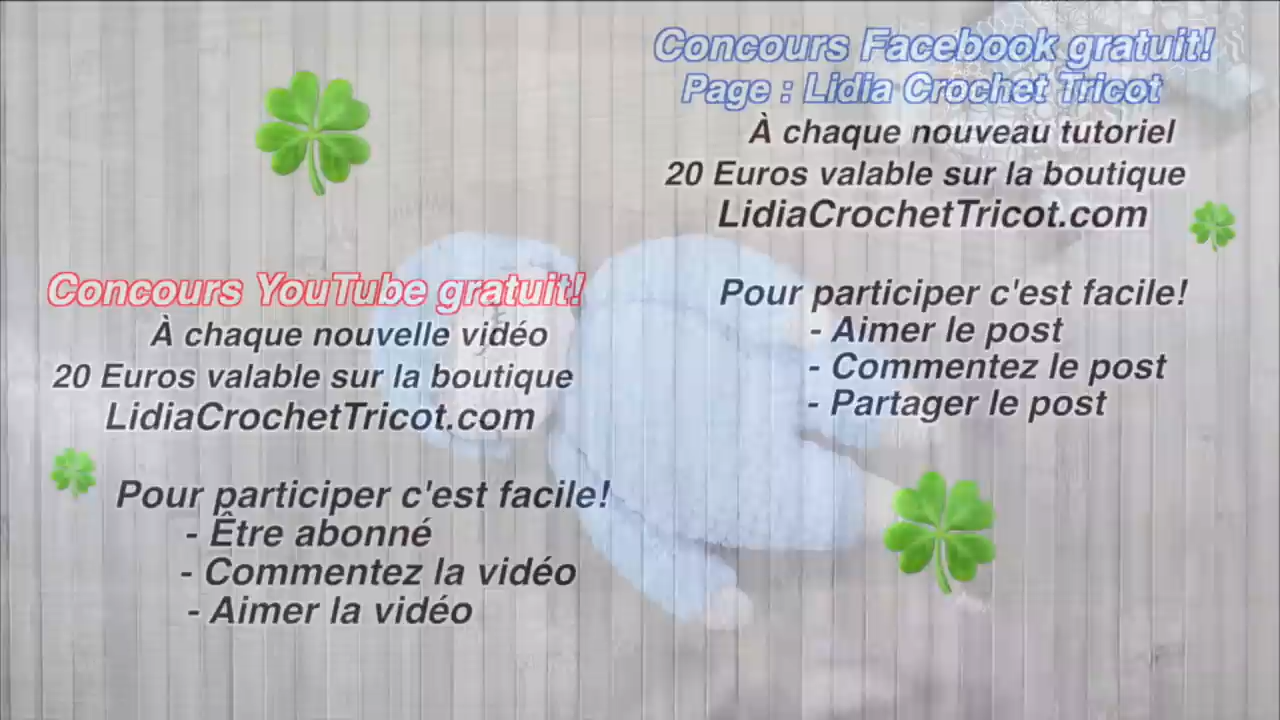 Concours Facebook gratuit!
Page : Lidia Crochet Tricot
À chaque nouveau tutoriel
20 Euros valable sur la boutique
LidiaCrochetTricot.com
Pour participer c'est facile!
- Aimer le post
- Commentez le post
- Partager le post
Concours YouTube gratuit!
À chaque nouvelle vidéo
20 Euros valable sur la boutique
LidiaCrochetTricot.com
Pour participer c'est facile!
- Être abonné
- Commentez la vidéo
- Aimer la vidéo